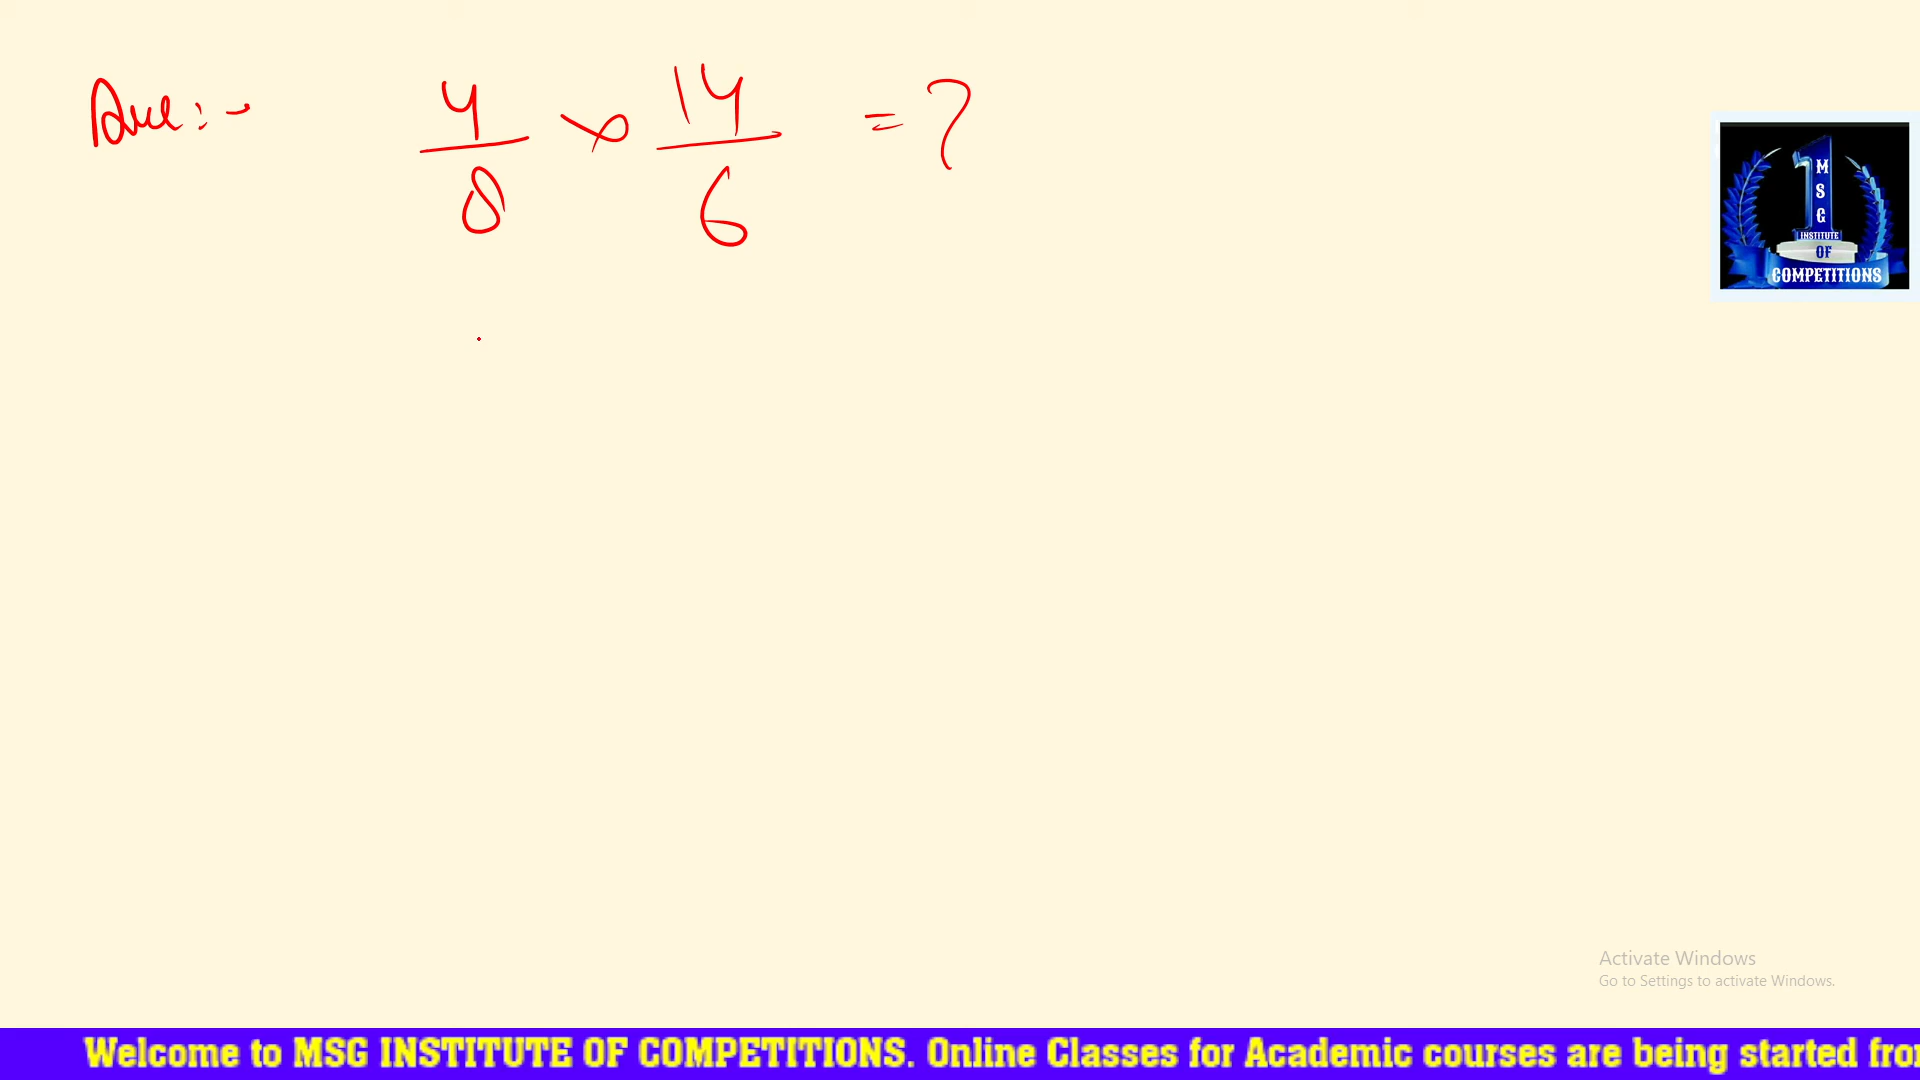 Que:- 4/8 × 14/6 = ?
1
M
S
G
INSTITUTE
OF
COMPETITIONS
Activate Windows
Go to Settings to activate Windows.
Welcome to MSG INSTITUTE OF COMPETITIONS. Online Classes for Academic courses are being started fro